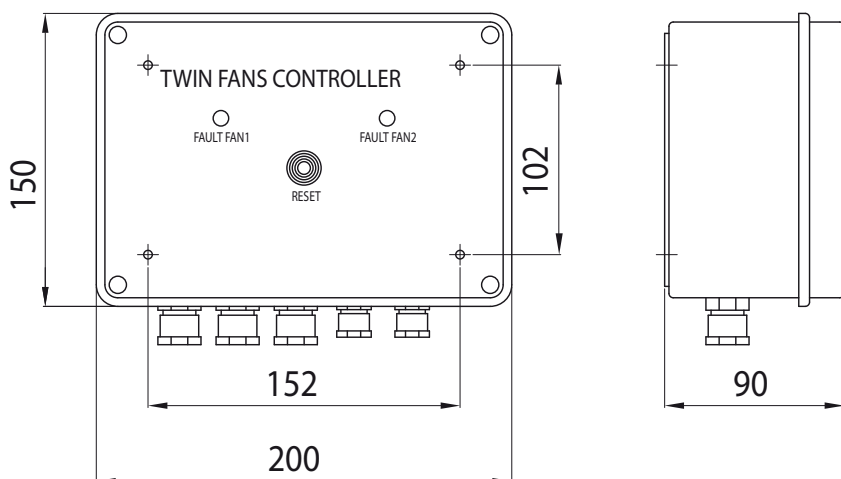 TWIN FANS CONTROLLER
FAULT FAN1
FAULT FAN2
RESET
150
102
152
90
200